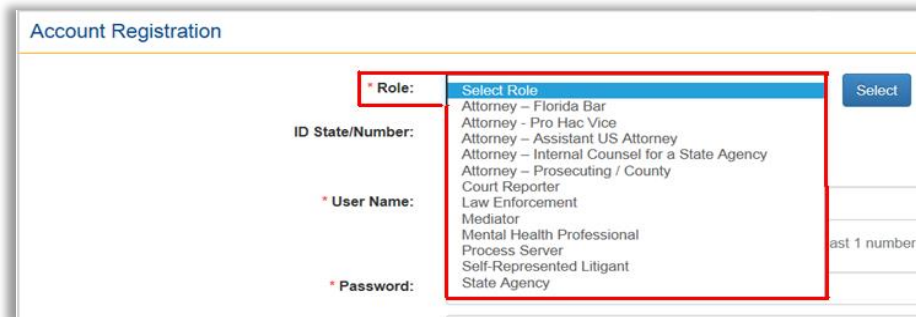 Account Registration
* Role:
Select Role
Select
Attorney – Florida Bar
Attorney - Pro Hac Vice
ID State/Number:
Attorney – Assistant US Attorney
Attorney – Internal Counsel for a State Agency
Attorney – Prosecuting / County
Court Reporter
* User Name:
Law Enforcement
Mediator
Mental Health Professional
ast 1 number
Process Server
Self-Represented Litigant
* Password:
State Agency